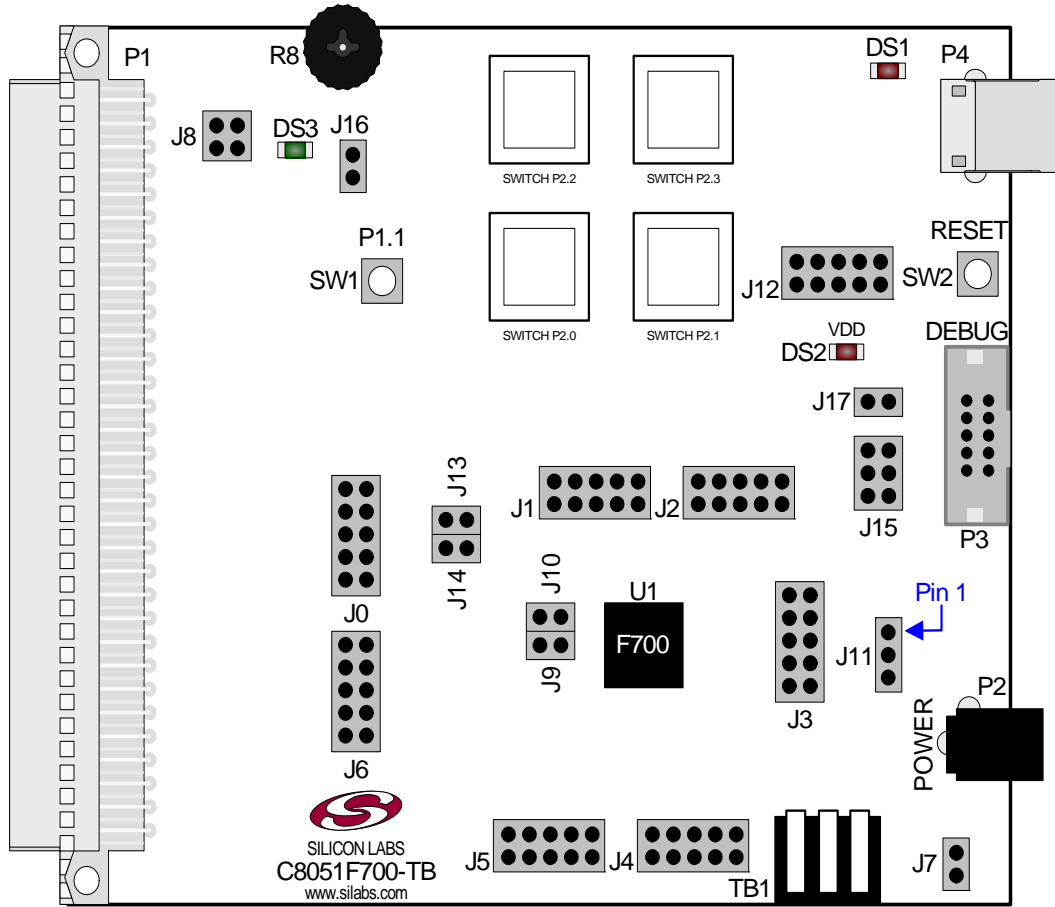 P1
R8
DS1
P4
J8
DS3
J16
SWITCH P2.2
SWITCH P2.3
P1.1
SW1
RESET
J12
SW2
SWITCH P2.0
SWITCH P2.1
VDD
DS2
DEBUG
J17
J13
J1
J2
J15
P3
J14
J10
U1
Pin 1
J0
F700
J11
J9
J3
P2
POWER
J6
SILICON LABS
C8051F700-TB
www.silabs.com
J5
J4
TB1
J7